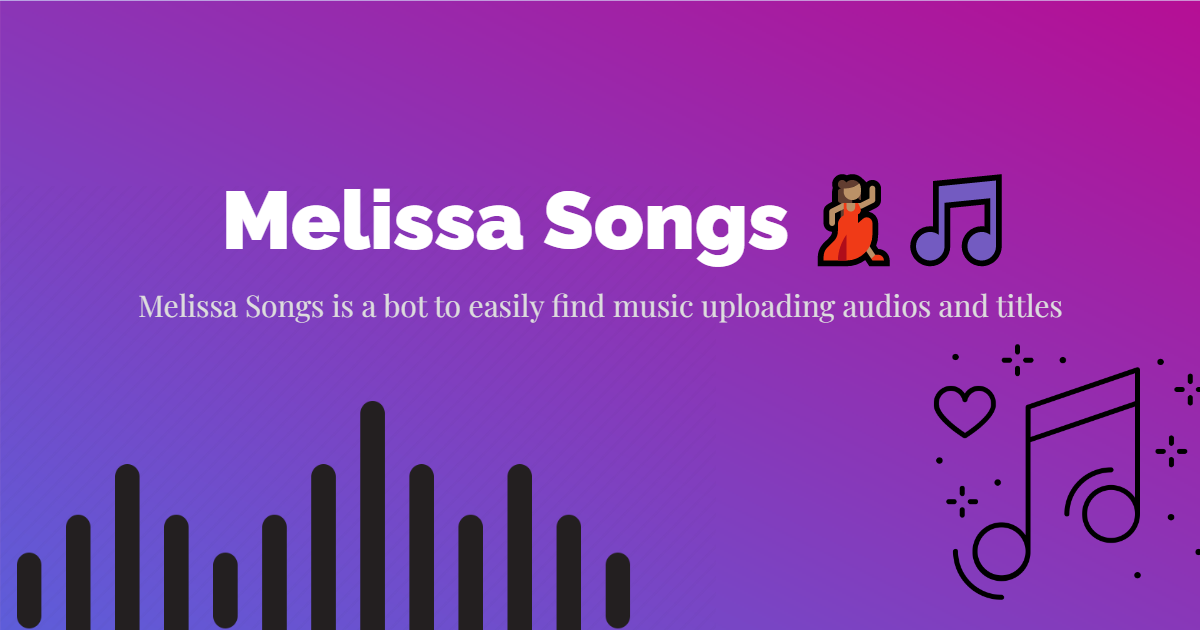 Melissa Songs 💃🏽 🎵
Melissa Songs is a bot to easily find music uploading audios and titles